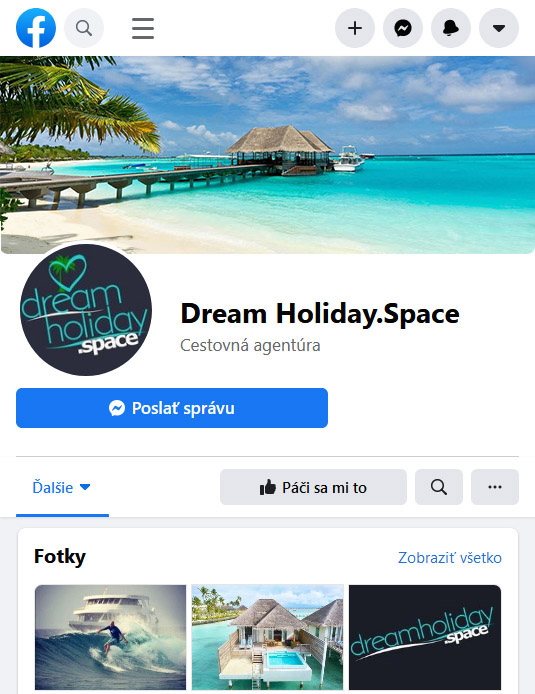 dream
holiday
.space
Dream Holiday.Space
Cestovná agentúra
Poslať správu
Ďalšie
Páči sa mi to
Fotky
Zobraziť všetko
dreamholiday
.space